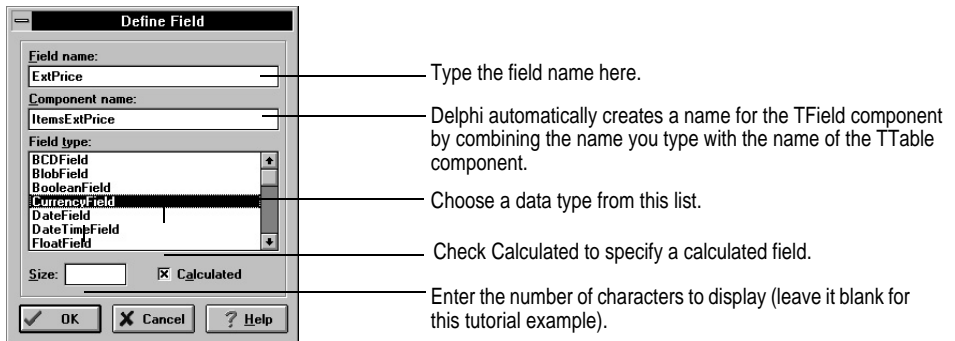 Define Field
Field name:
ExtPrice
Type the field name here.
Component name:
ItemsExtPrice
Delphi automatically creates a name for the TField component
by combining the name you type with the name of the TTable
component.
Field type:
BCDField
BlobField
BooleanField
CurrencyField
DateField
DateTimeField
FloatField
Choose a data type from this list.
Check Calculated to specify a calculated field.
Size:
Calculated
Enter the number of characters to display (leave it blank for
this tutorial example).
OK
Cancel
? Help